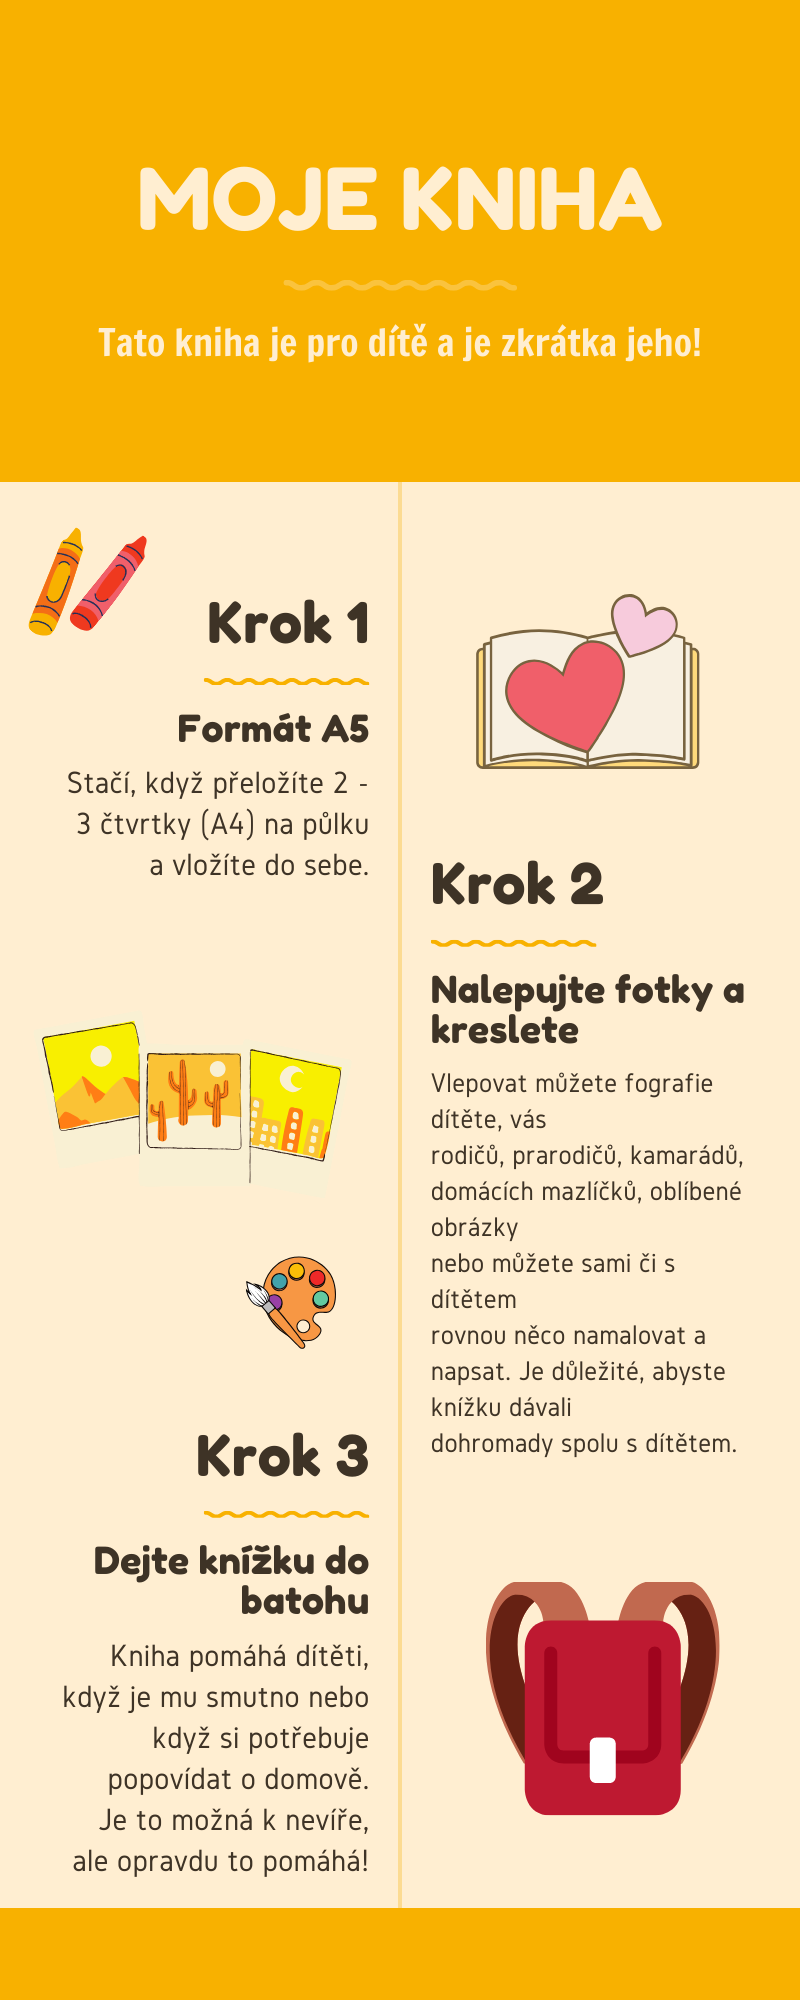 MOJE KNIHA
Tato kniha je pro dítě a je zkrátka jeho!
Krok 1
Formát A5
Stačí, když přeložíte 2 -
3 čtvrtky (A4) na půlku
a vložíte do sebe.
Krok 2
Nalepujte fotky a
kreslete
Vlepovat můžete fografie
dítěte, vás
rodičů, prarodičů, kamarádů,
domácích mazlíčků, oblíbené
obrázky
nebo můžete sami či s
dítětem
rovnou něco namalovat a
napsat. Je důležité, abyste
knížku dávali
dohromady spolu s dítětem.
Krok 3
Dejte knížku do
batohu
Kniha pomáhá dítěti,
když je mu smutno nebo
když si potřebuje
popovídat o domově.
Je to možná k nevíře,
ale opravdu to pomáhá!